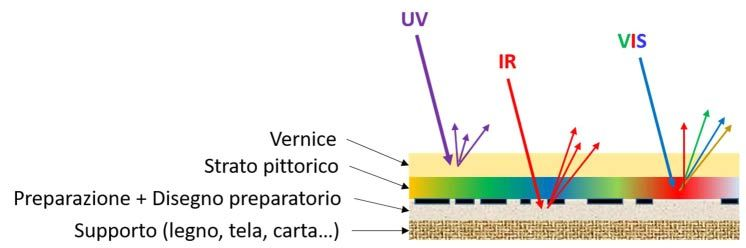 UV
IR
VIS
Vernice
Strato pittorico
Preparazione + Disegno preparatorio
Supporto (legno, tela, carta…)